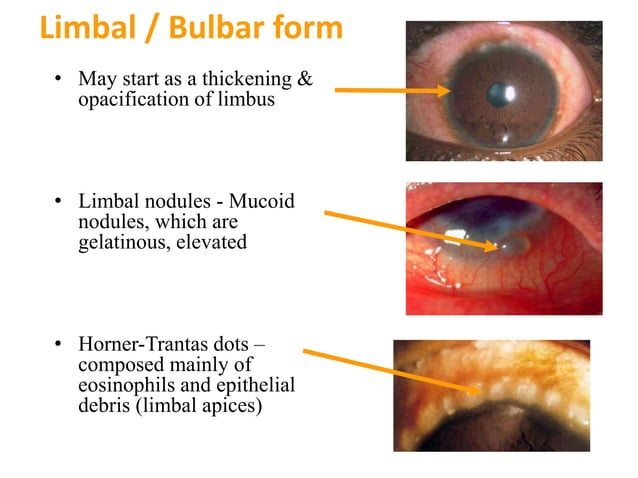 Limbal / Bulbar form
• May start as a thickening &
opacification of limbus
• Limbal nodules - Mucoid
nodules, which are
gelatinous, elevated
• Horner-Trantas dots –
composed mainly of
eosinophils and epithelial
debris (limbal apices)